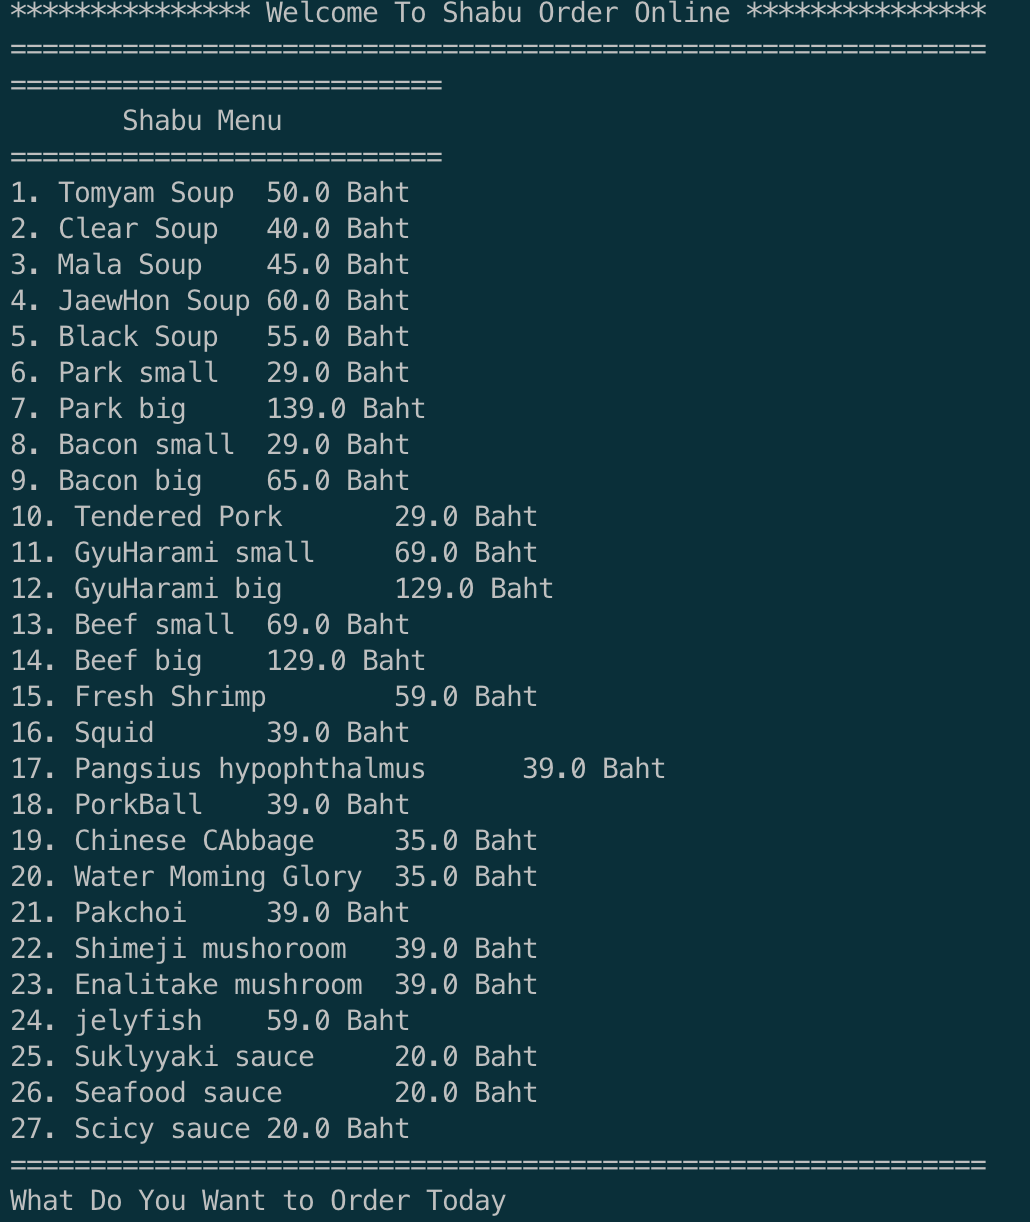 *************** Welcome To Shabu Order Online ***************
=============================================================
===========================
       Shabu Menu
===========================
1. Tomyam Soup  50.0 Baht
2. Clear Soup   40.0 Baht
3. Mala Soup    45.0 Baht
4. JaewHon Soup 60.0 Baht
5. Black Soup   55.0 Baht
6. Park small   29.0 Baht
7. Park big     139.0 Baht
8. Bacon small  29.0 Baht
9. Bacon big    65.0 Baht
10. Tendered Pork       29.0 Baht
11. GyuHarami small     69.0 Baht
12. GyuHarami big       129.0 Baht
13. Beef small  69.0 Baht
14. Beef big    129.0 Baht
15. Fresh Shrimp        59.0 Baht
16. Squid       39.0 Baht
17. Pangsius hypophthalmus      39.0 Baht
18. PorkBall    39.0 Baht
19. Chinese CAbbage     35.0 Baht
20. Water Moming Glory  35.0 Baht
21. Pakchoi     39.0 Baht
22. Shimeji mushoroom   39.0 Baht
23. Enalitake mushroom  39.0 Baht
24. jelyfish    59.0 Baht
25. Suklyyaki sauce     20.0 Baht
26. Seafood sauce       20.0 Baht
27. Scicy sauce 20.0 Baht
=============================================================
What Do You Want to Order Today